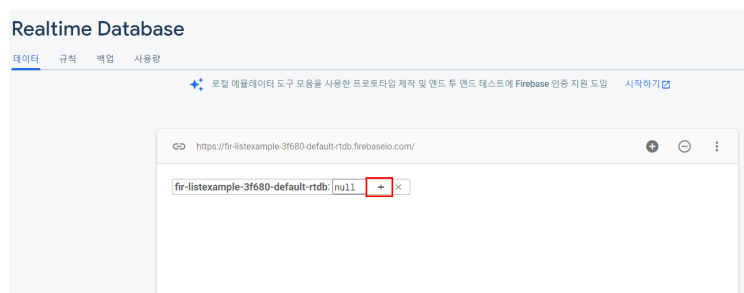 Realtime Database
데이터 규칙 백업 사용량
로컬 에뮬레이터 도구 모음을 사용한 프로토타입 제작 및 앤드 투 앤드 테스트에 Firebase 인증 지원 도입 시작하기
https://fir-listexample-3f680-default-rtdb.firebaseio.com/
fir-listexample-3f680-default-rtdb: null + ×